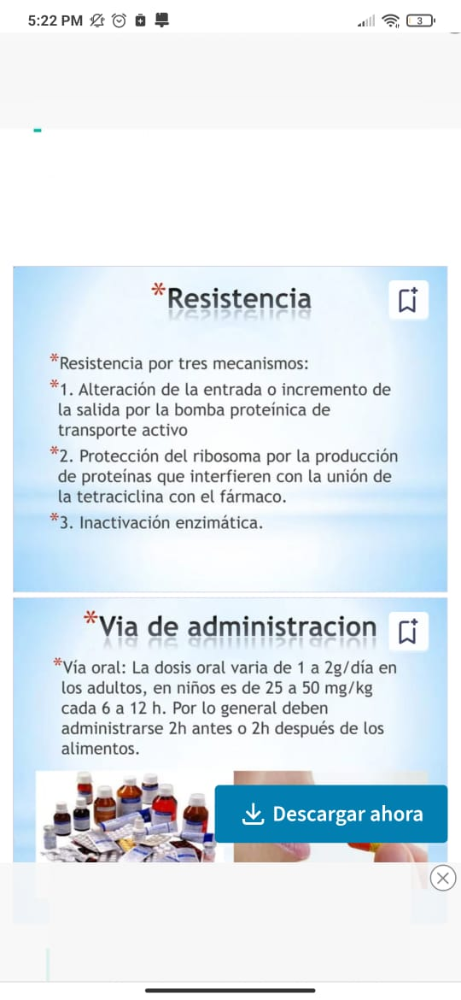 5:22 PM
3
*Resistencia
*Resistencia por tres mecanismos:
*1. Alteración de la entrada o incremento de
la salida por la bomba proteínica de
transporte activo
*2. Protección del ribosoma por la producción
de proteínas que interfieren con la unión de
la tetraciclina con el fármaco.
*3. Inactivación enzimática.
*Via de administracion
*Vía oral: La dosis oral varia de 1 a 2g/día en
los adultos, en niños es de 25 a 50 mg/kg
cada 6 a 12 h. Por lo general deben
administrarse 2h antes o 2h después de los
alimentos.
Descargar ahora